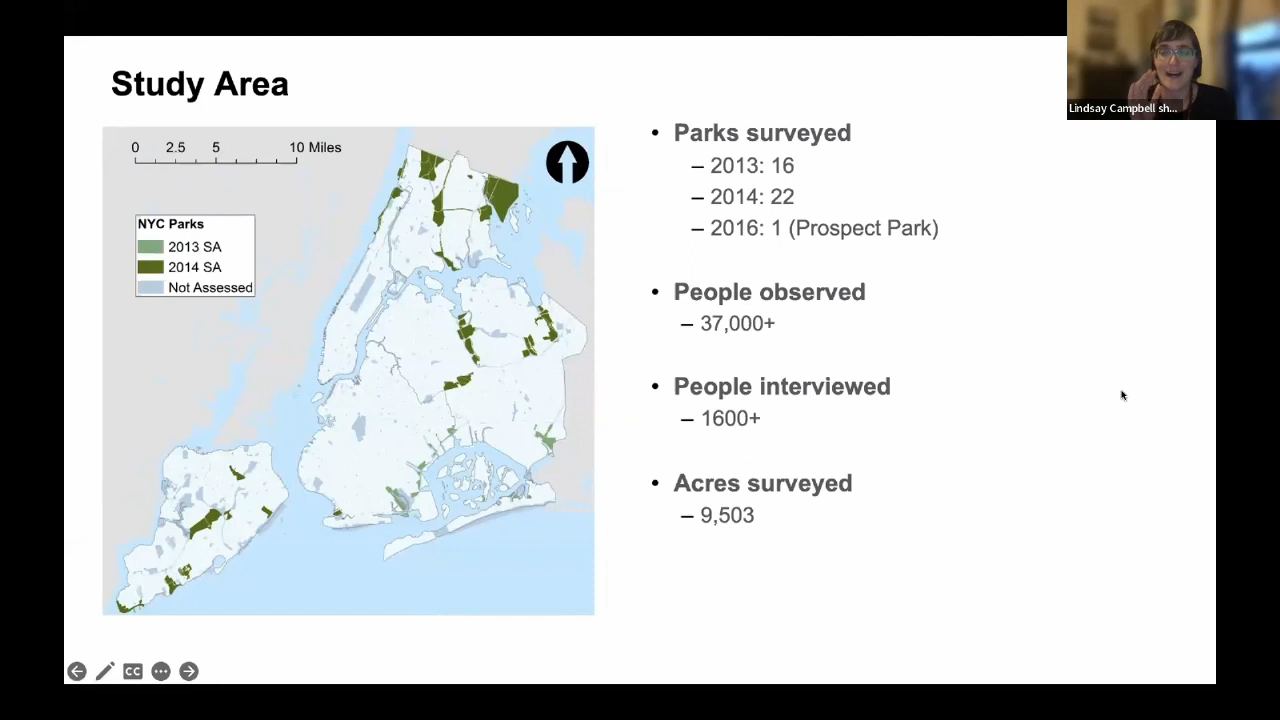 Study Area
0 2.5 5 10 Miles
NYC Parks
2013 SA
2014 SA
Not Assessed
• Parks surveyed
– 2013: 16
– 2014: 22
– 2016: 1 (Prospect Park)
• People observed
– 37,000+
• People interviewed
– 1600+
• Acres surveyed
– 9,503
Lindsay Campbell sh...
CC